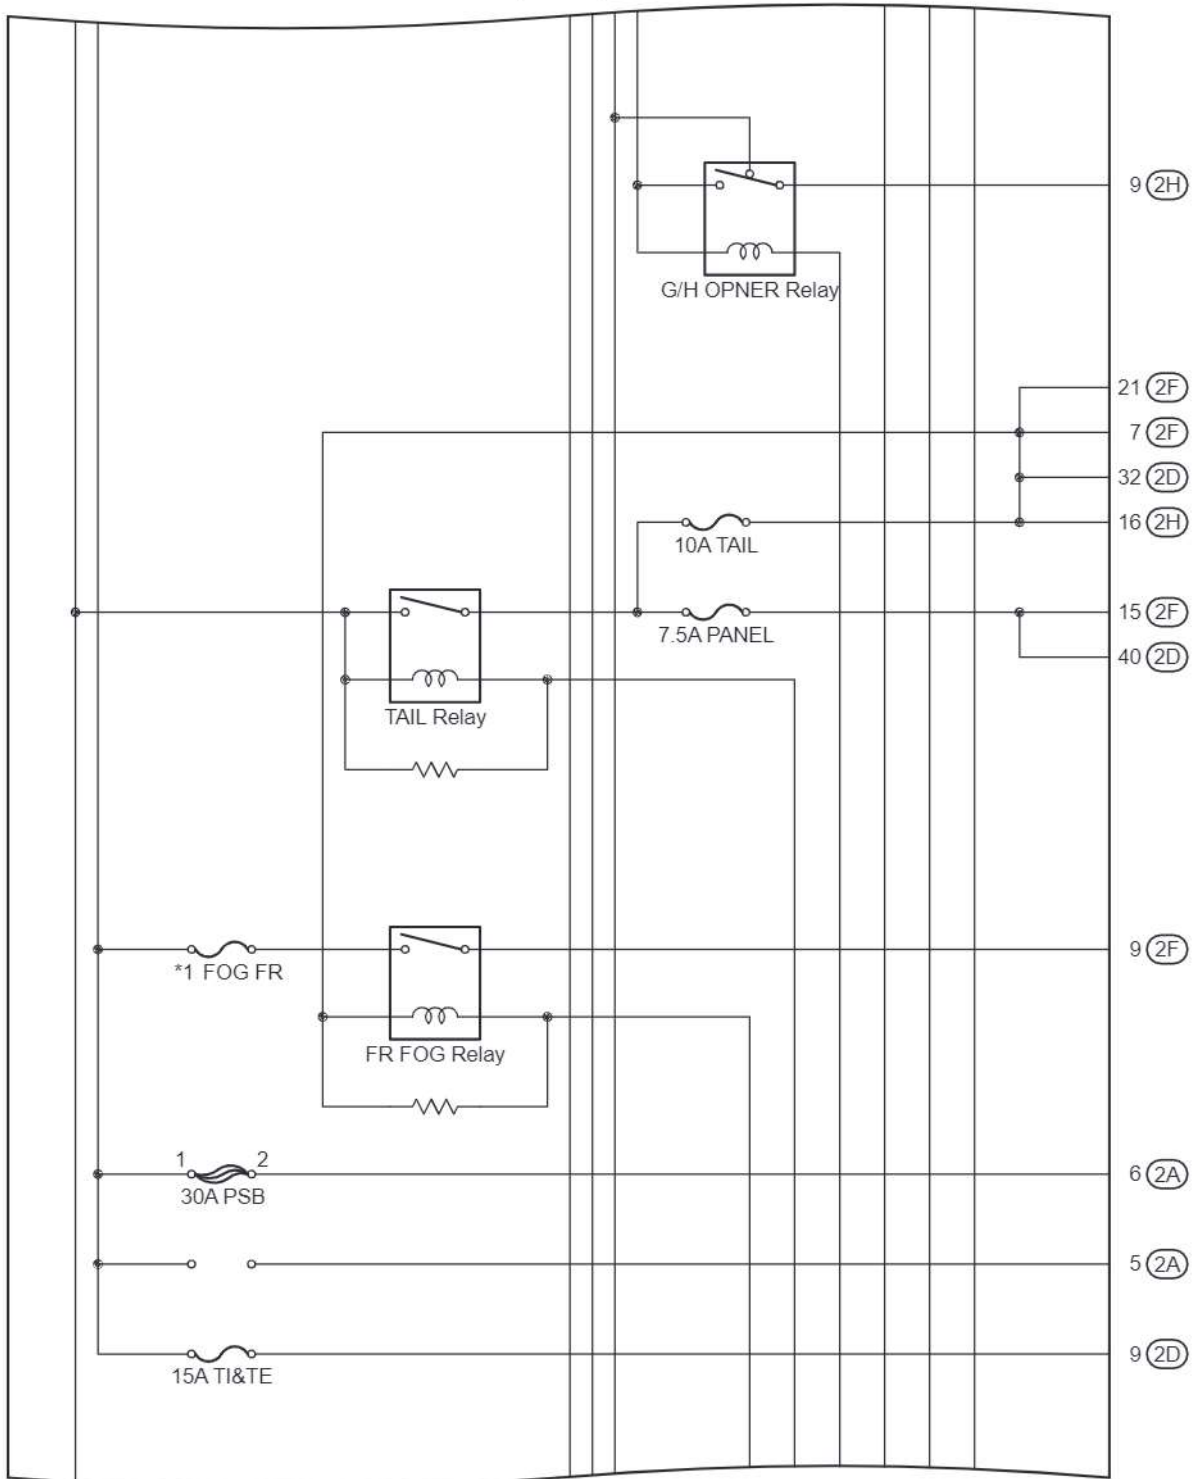 9 2H
G/H OPNER Relay
21 2F
7 2F
32 2D
16 2H
10A TAIL
15 2F
7.5A PANEL
40 2D
TAIL Relay
9 2F
*1 FOG FR
FR FOG Relay
1 2
6 2A
30A PSB
5 2A
9 2D
15A TI&TE